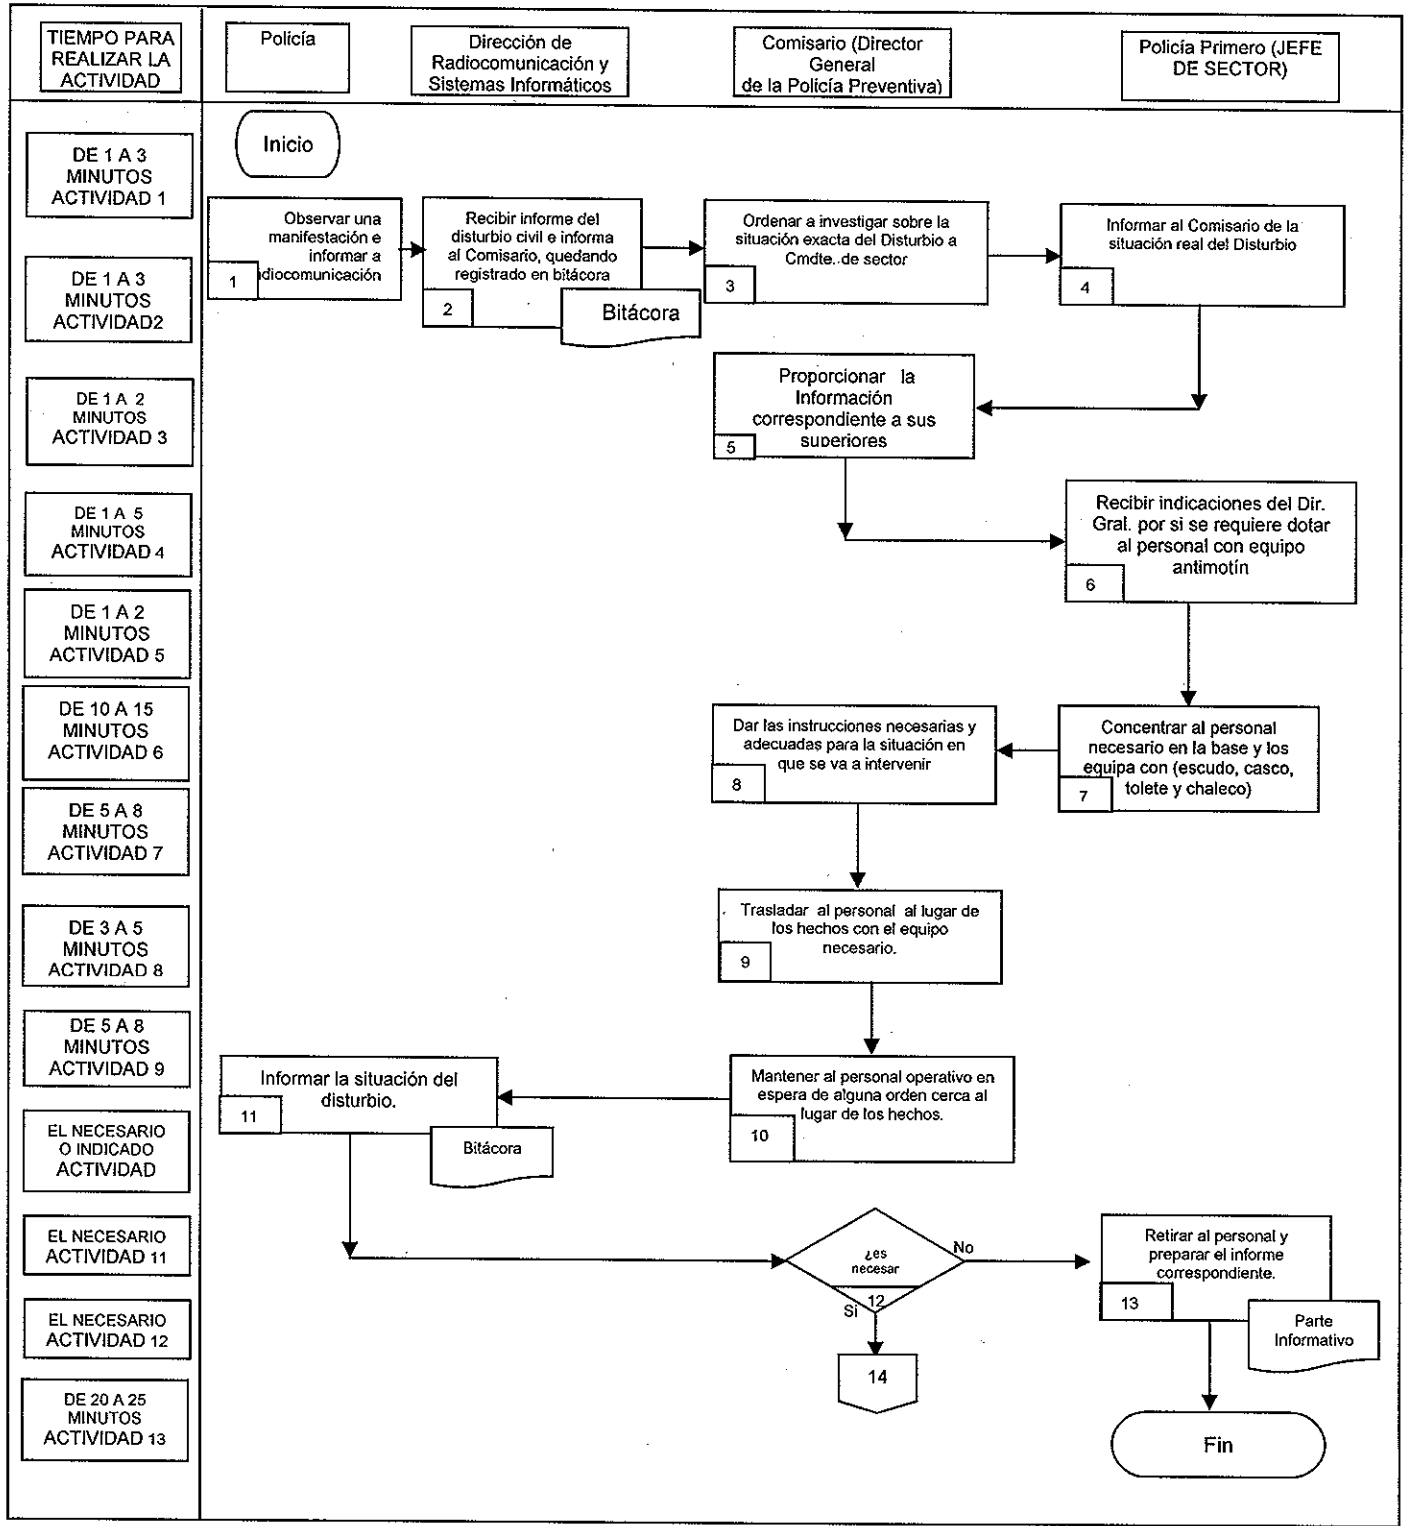 TIEMPO PARA
REALIZAR LA
ACTIVIDAD
Policía
Dirección de
Radiocomunicación y
Sistemas Informáticos
Comisario (Director
General
de la Policía Preventiva)
Policía Primero (JEFE
DE SECTOR)
Inicio
DE 1 A 3
MINUTOS
ACTIVIDAD 1
Observar una
manifestación e
informar a
diocomunicación
1
Recibir informe del
disturbio civil e informa
al Comisario, quedando
registrado en bitácora
2
Bitácora
Ordenar a investigar sobre la
situación exacta del Disturbio a
Cmdte. de sector
3
Informar al Comisario de la
situación real del Disturbio
4
DE 1 A 3
MINUTOS
ACTIVIDAD2
Proporcionar la
Información
correspondiente a sus
superiores
5
DE 1 A 2
MINUTOS
ACTIVIDAD 3
Recibir indicaciones del Dir.
Gral. por si se requiere dotar
al personal con equipo
antimotín
6
DE 1 A 5
MINUTOS
ACTIVIDAD 4
DE 1 A 2
MINUTOS
ACTIVIDAD 5
DE 10 A 15
MINUTOS
ACTIVIDAD 6
Concentrar al personal
necesario en la base y los
equipa con (escudo, casco,
tolete y chaleco)
7
Dar las instrucciones necesarias y
adecuadas para la situación en
que se va a intervenir
8
DE 5 A 8
MINUTOS
ACTIVIDAD 7
Trasladar al personal al lugar de
los hechos con el equipo
necesario.
9
DE 3 A 5
MINUTOS
ACTIVIDAD 8
DE 5 A 8
MINUTOS
ACTIVIDAD 9
Mantener al personal operativo en
espera de alguna orden cerca al
lugar de los hechos.
10
Informar la situación del
disturbio.
11
Bitácora
EL NECESARIO
O INDICADO
ACTIVIDAD
EL NECESARIO
ACTIVIDAD 11
¿es
necesar
12
No
Si
14
Retirar al personal y
preparar el informe
correspondiente.
13
Parte
Informativo
EL NECESARIO
ACTIVIDAD 12
DE 20 A 25
MINUTOS
ACTIVIDAD 13
Fin